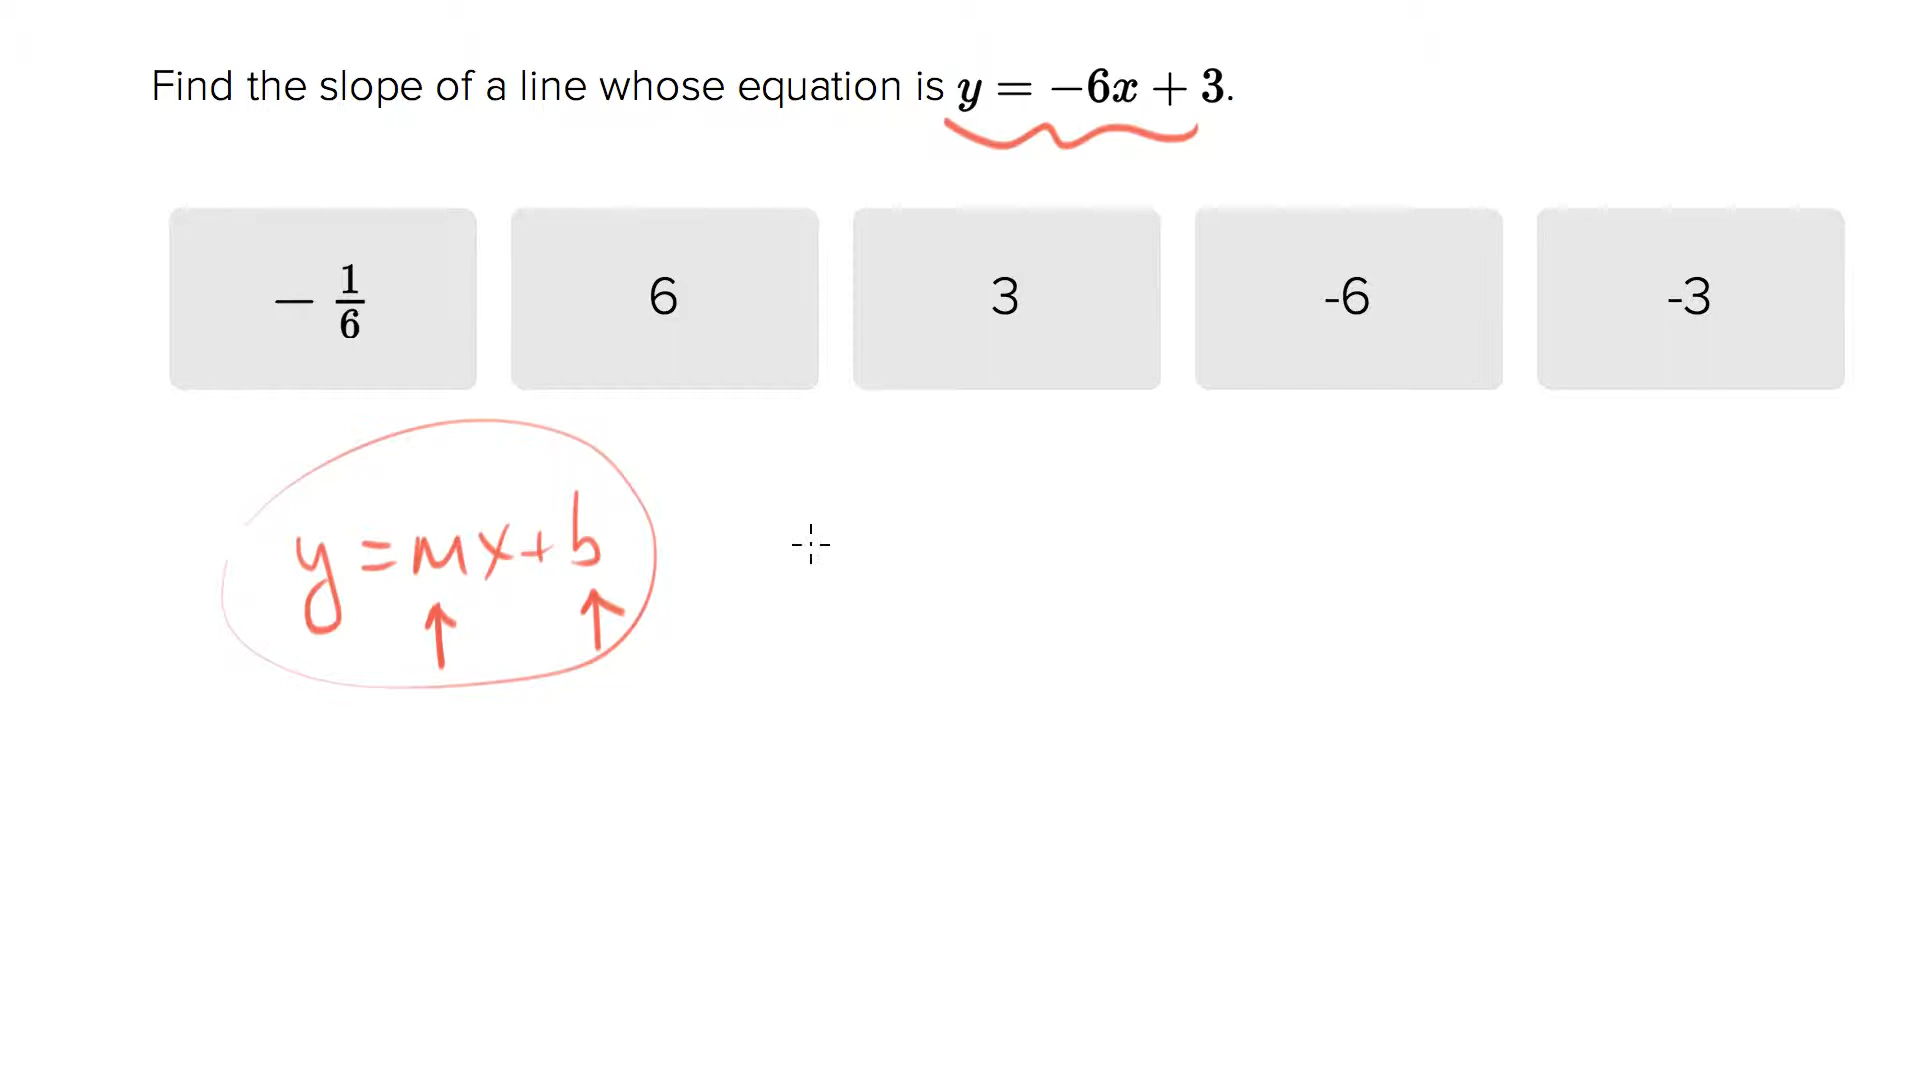 Find the slope of a line whose equation is y = −6x + 3.
− 1/6
6
3
-6
-3
y = mx + b